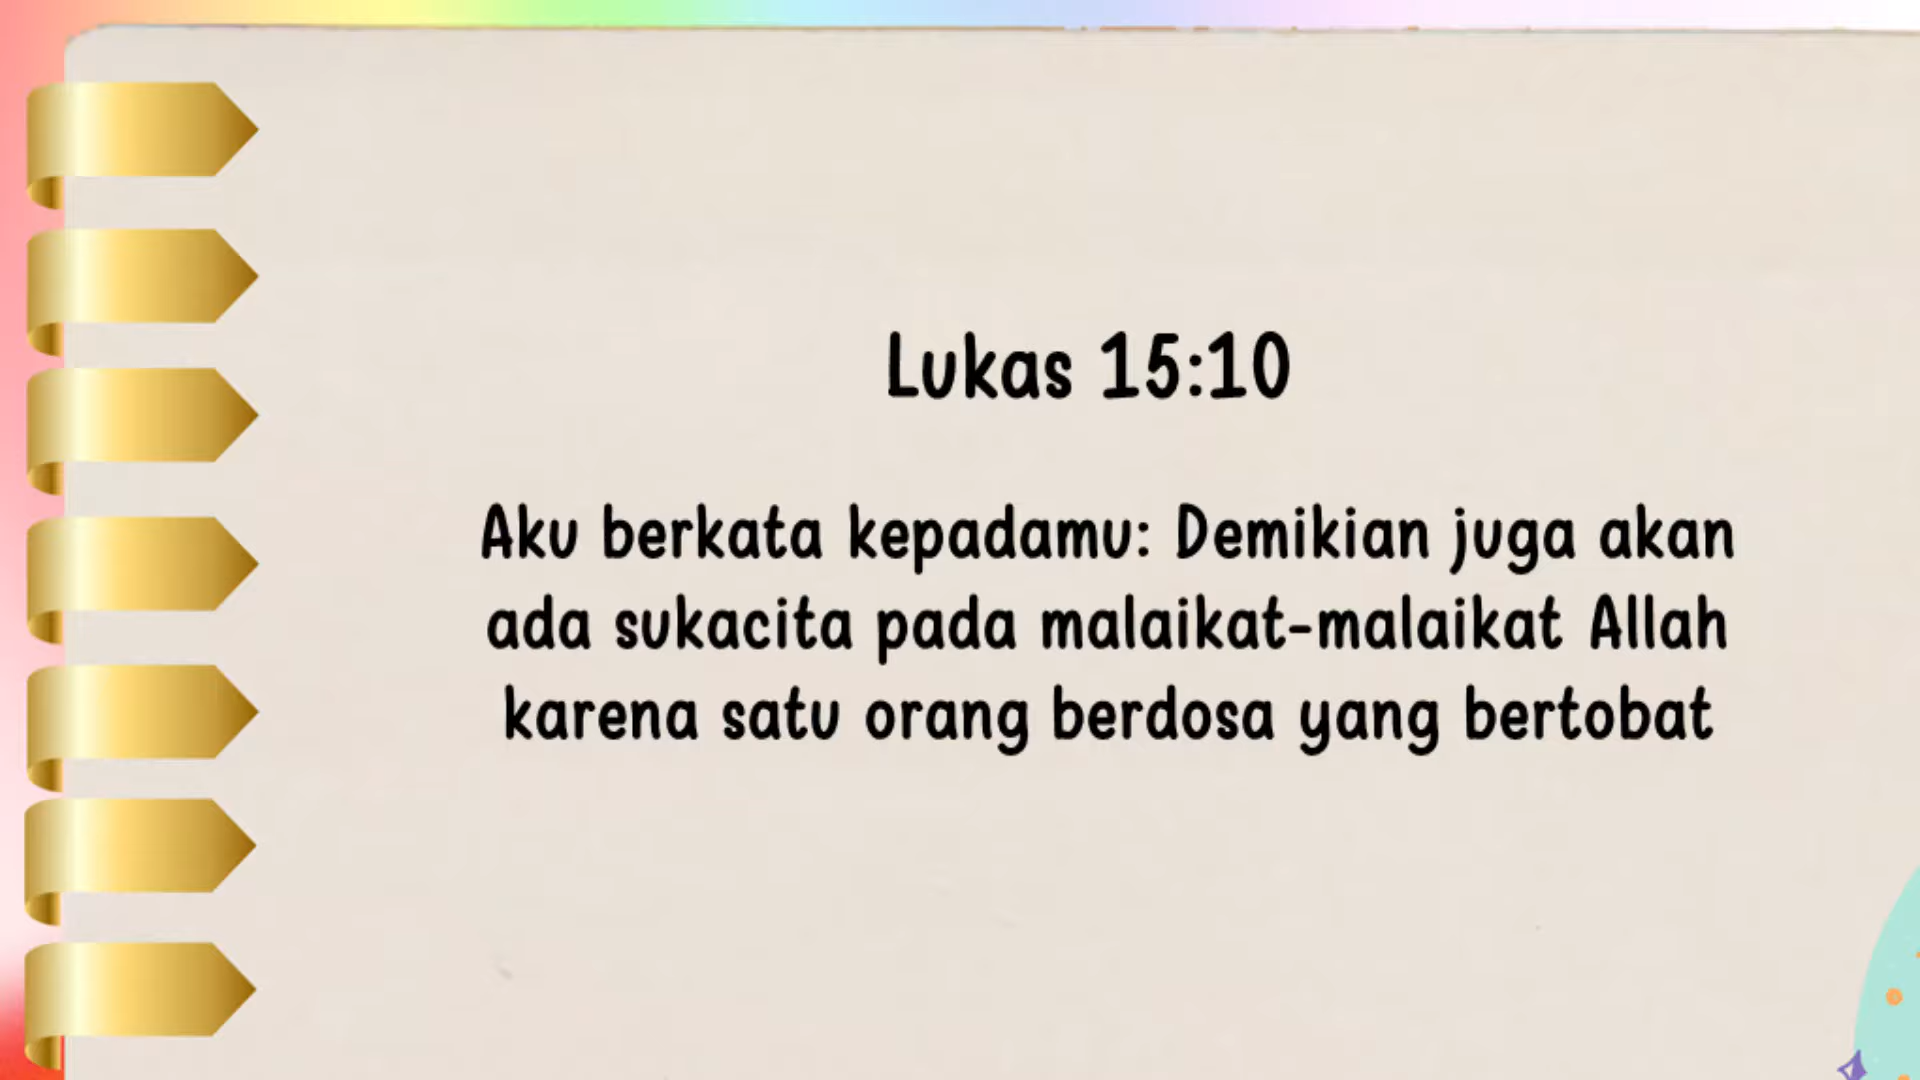 Lukas 15:10
Aku berkata kepadamu: Demikian juga akan
ada sukacita pada malaikat-malaikat Allah
karena satu orang berdosa yang bertobat